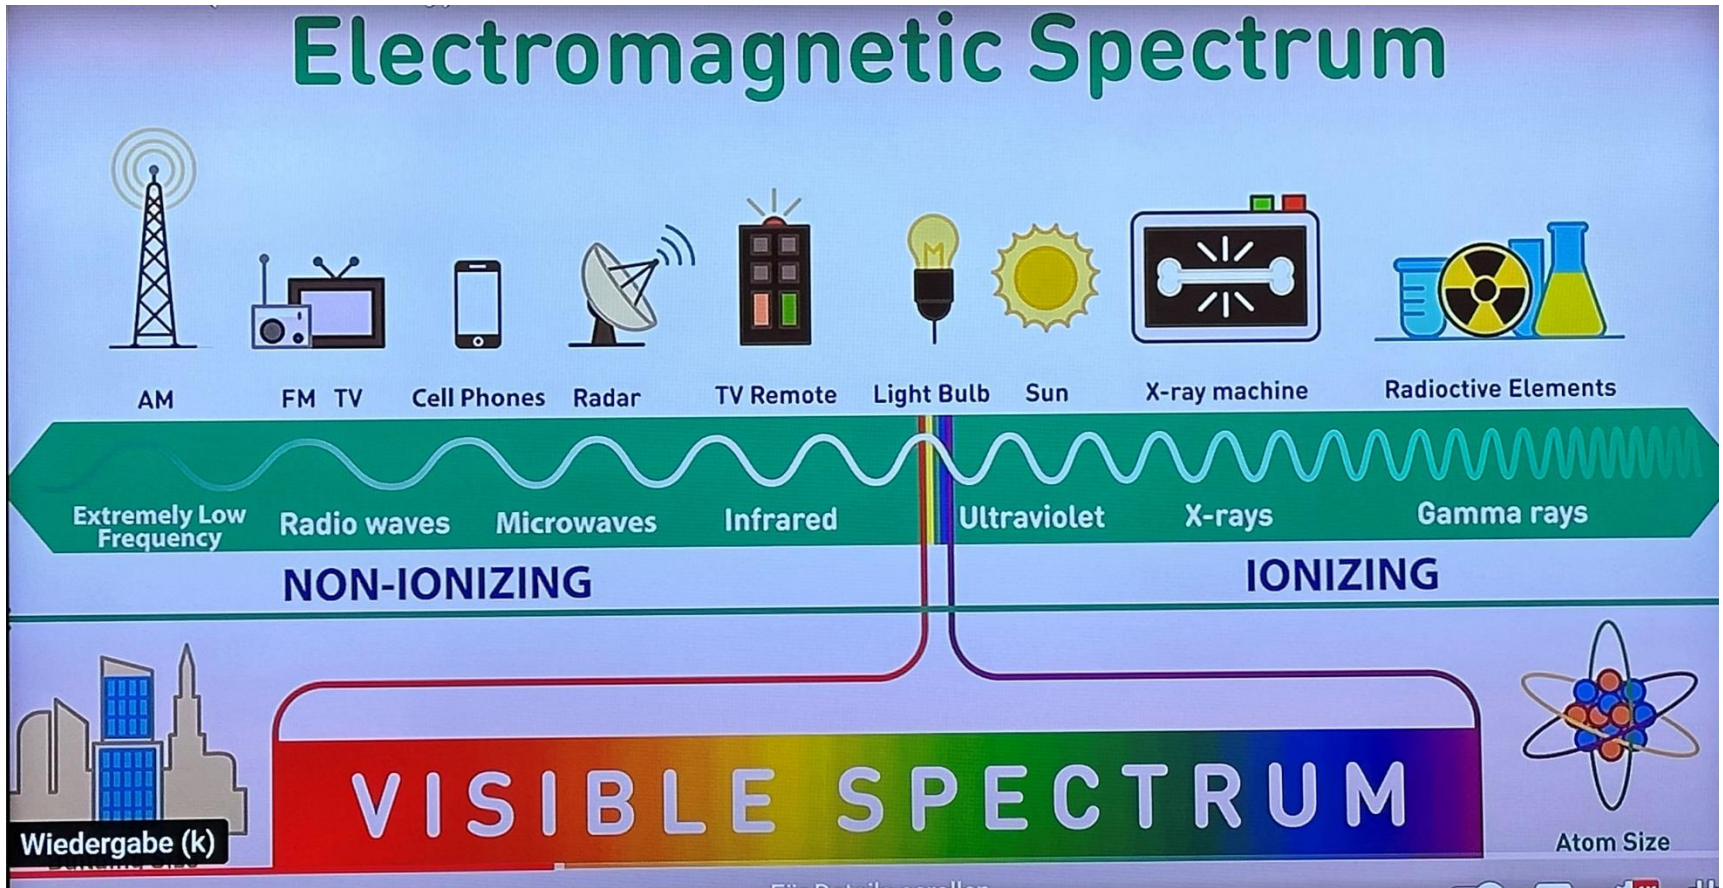 Electromagnetic Spectrum
AM
FM TV
Cell Phones
Radar
TV Remote
Light Bulb
Sun
X-ray machine
Radioctive Elements
Extremely Low
Frequency
Radio waves
Microwaves
Infrared
Ultraviolet
X-rays
Gamma rays
NON-IONIZING
IONIZING
VISIBLE SPECTRUM
Wiedergabe (k)
Atom Size